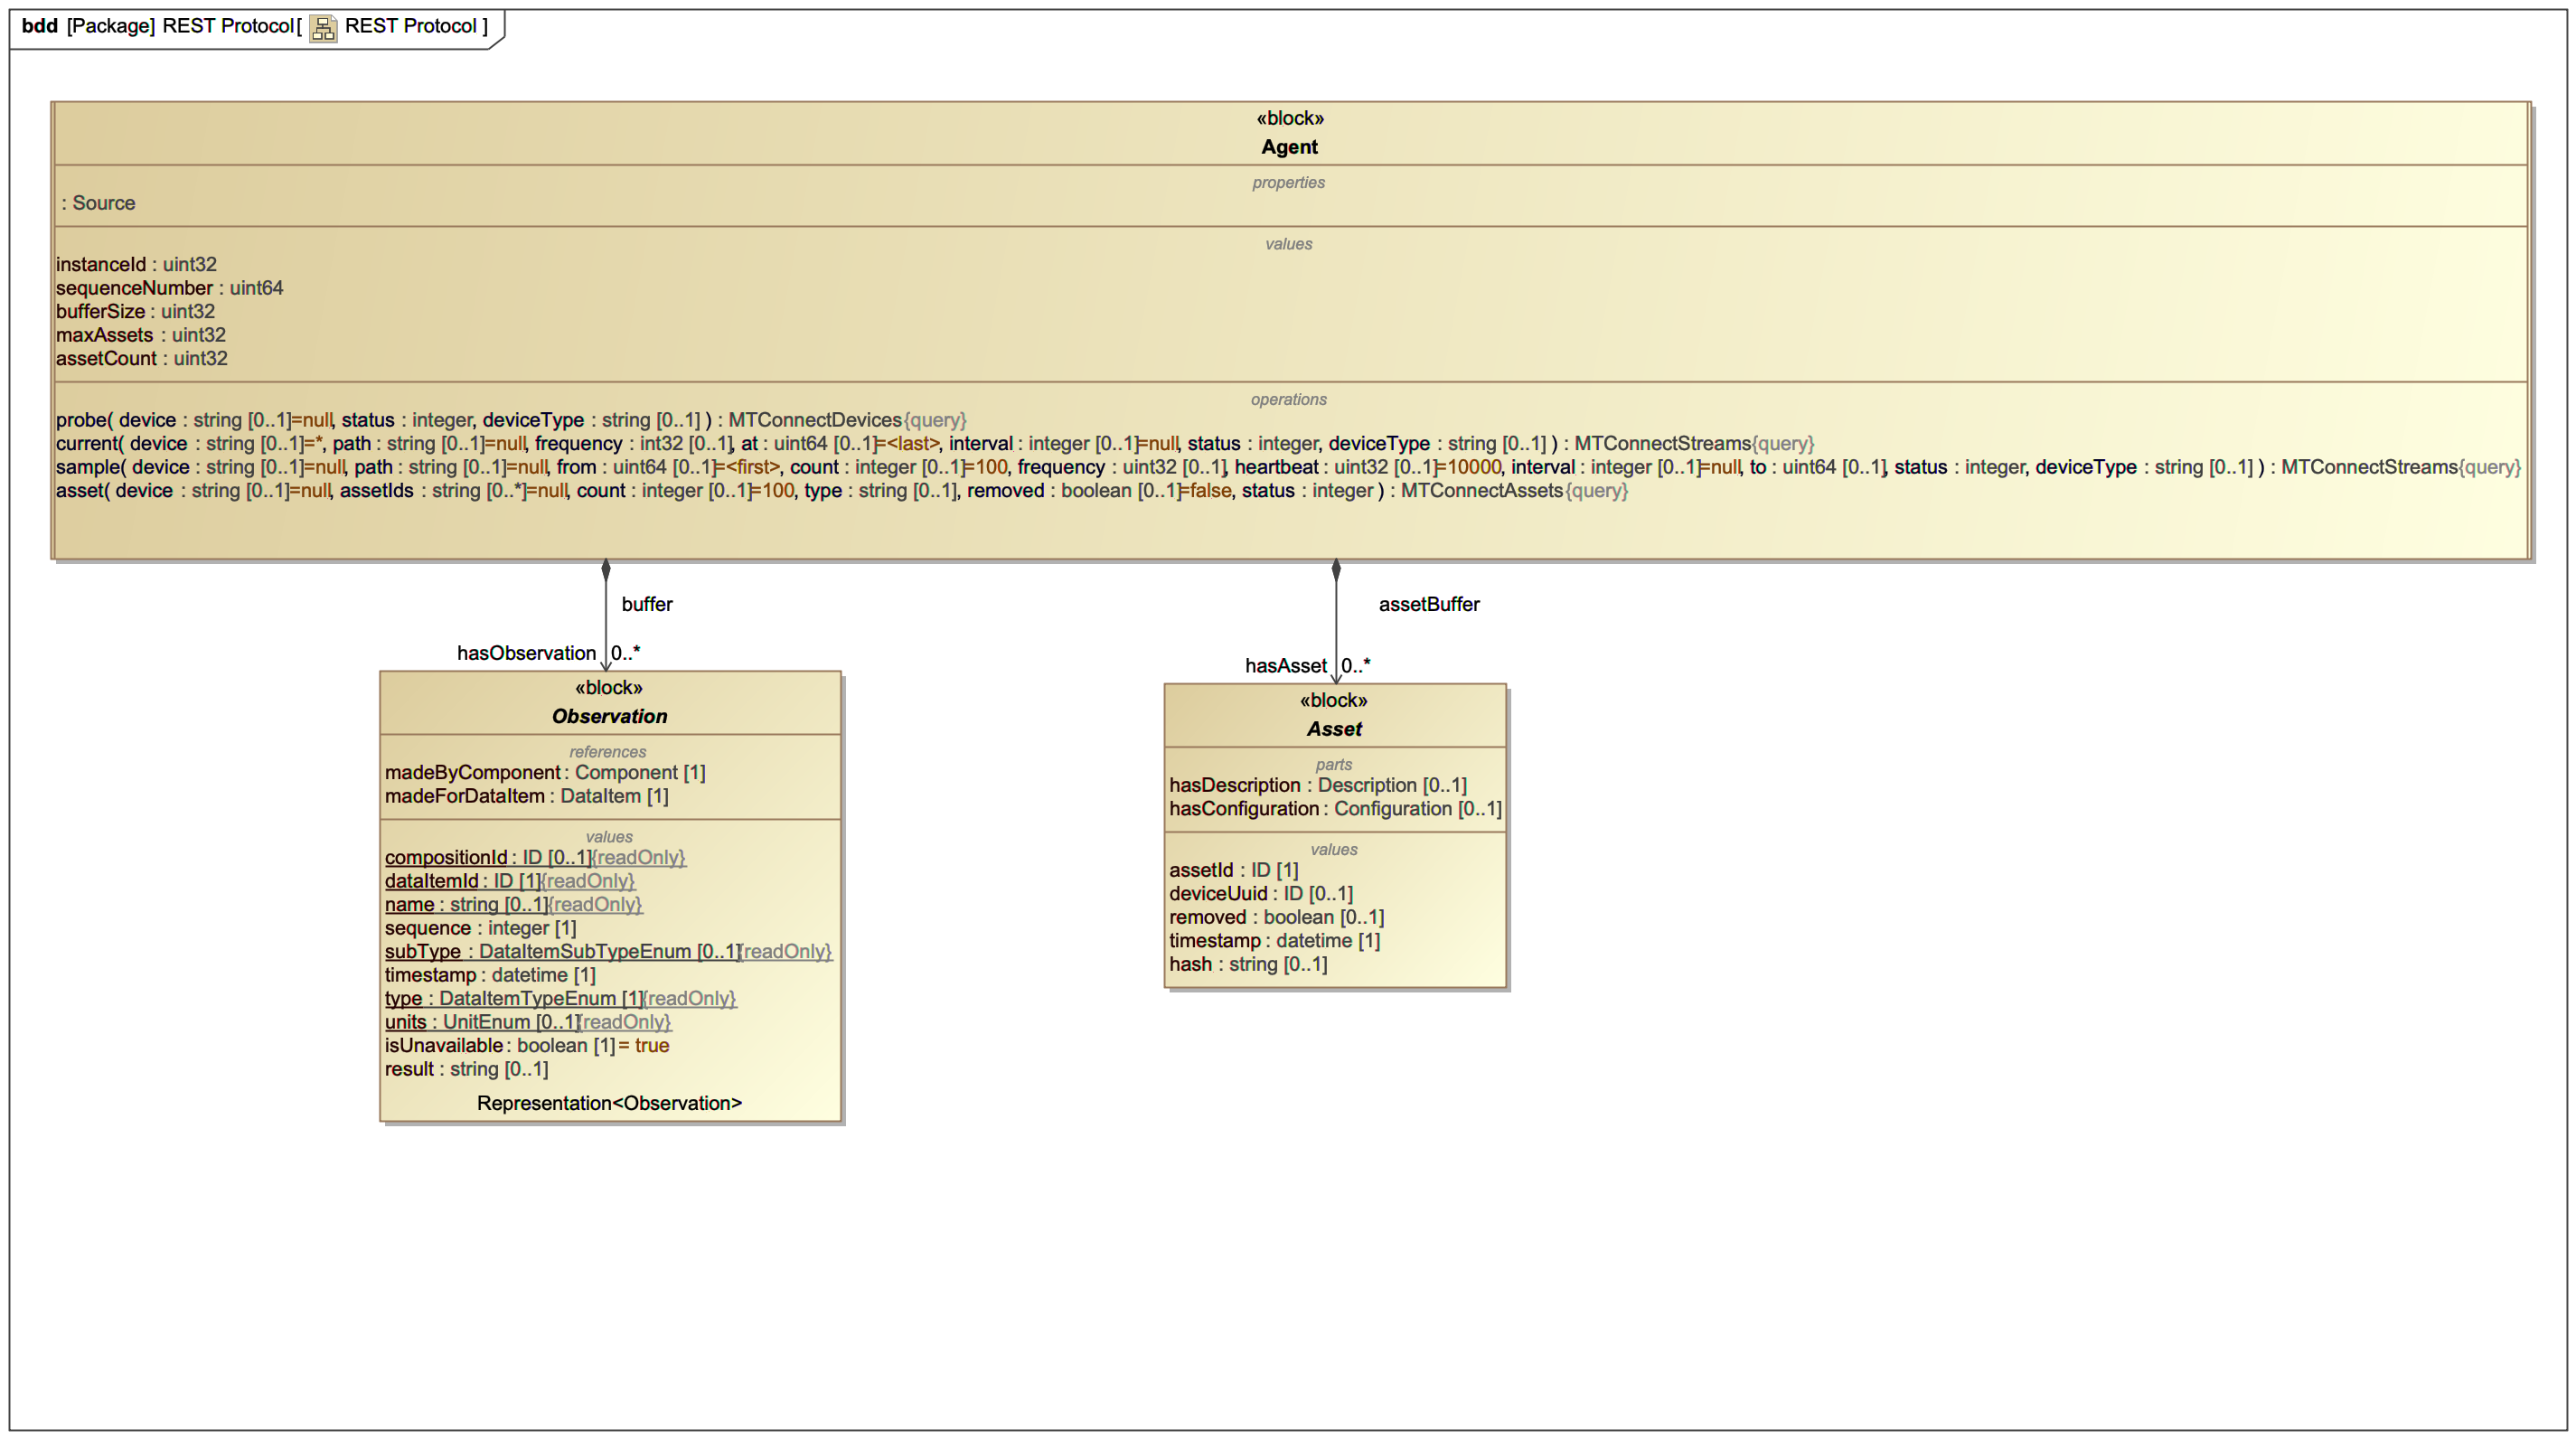 bdd [Package] REST Protocol[ REST Protocol ]
«block»
Agent
properties
: Source
values
instanceId : uint32
sequenceNumber : uint64
bufferSize : uint32
maxAssets : uint32
assetCount : uint32
operations
probe( device : string [0..1]=null, status : integer, deviceType : string [0..1] ) : MTConnectDevices{query}
current( device : string [0..1]=*, path : string [0..1]=null, frequency : int32 [0..1], at : uint64 [0..1]=<last>, interval : integer [0..1]=null, status : integer, deviceType : string [0..1] ) : MTConnectStreams{query}
sample( device : string [0..1]=null, path : string [0..1]=null, from : uint64 [0..1]=<first>, count : integer [0..1]=100, frequency : uint32 [0..1], heartbeat : uint32 [0..1]=10000, interval : integer [0..1]=null, to : uint64 [0..1], status : integer, deviceType : string [0..1] ) : MTConnectStreams{query}
asset( device : string [0..1]=null, assetIds : string [0..*]=null, count : integer [0..1]=100, type : string [0..1], removed : boolean [0..1]=false, status : integer ) : MTConnectAssets{query}
buffer
hasObservation 0..*
«block»
Observation
references
madeByComponent : Component [1]
madeForDataItem : DataItem [1]
values
compositionId : ID [0..1]{readOnly}
dataItemId : ID [1]{readOnly}
name : string [0..1]{readOnly}
sequence : integer [1]
subType : DataItemSubTypeEnum [0..1]{readOnly}
timestamp : datetime [1]
type : DataItemTypeEnum [1]{readOnly}
units : UnitEnum [0..1]{readOnly}
isUnavailable : boolean [1] = true
result : string [0..1]
Representation<Observation>
assetBuffer
hasAsset 0..*
«block»
Asset
parts
hasDescription : Description [0..1]
hasConfiguration : Configuration [0..1]
values
assetId : ID [1]
deviceUuid : ID [0..1]
removed : boolean [0..1]
timestamp : datetime [1]
hash : string [0..1]